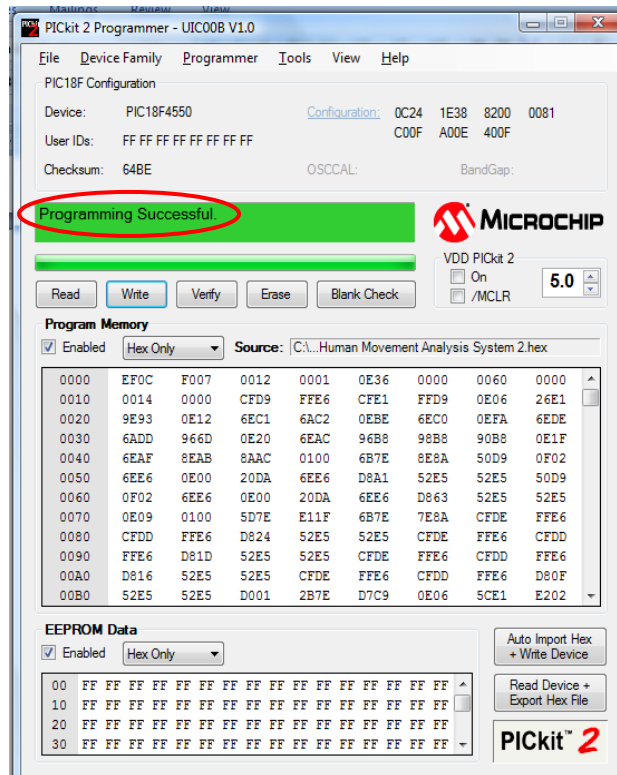 Mailings Review View
PICkit 2 Programmer - UIC00B V1.0
File Device Family Programmer Tools View Help
PIC18F Configuration
Device: PIC18F4550 Configuration: 0C24 1E38 8200 0081
C00F A00E 400F
User IDs: FF FF FF FF FF FF FF FF
Checksum: 64BE OSCCAL: BandGap:
Programming Successful.
MICROCHIP
VDD PICkit 2
On
/MCLR
5.0
Read Write Verify Erase Blank Check
Program Memory
Enabled Hex Only Source: C:\...Human Movement Analysis System 2.hex
0000 EF0C F007 0012 0001 0E36 0000 0060 0000
0010 0014 0000 CFD9 FFE6 CFE1 FFD9 0E06 26E1
0020 9E93 0E12 6EC1 6AC2 0EBE 6EC0 0EFA 6EDE
0030 6ADD 966D 0E20 6EAC 96B8 98B8 90B8 0E1F
0040 6EAF 8EAB 8AAC 0100 6B7E 8E8A 50D9 0F02
0050 6EE6 0E00 20DA 6EE6 D8A1 52E5 52E5 50D9
0060 0F02 6EE6 0E00 20DA 6EE6 D863 52E5 52E5
0070 0E09 0100 5D7E E11F 6B7E 7E8A CFDE FFE6
0080 CFDD FFE6 D824 52E5 52E5 CFDE FFE6 CFDD
0090 FFE6 D81D 52E5 52E5 CFDE FFE6 CFDD FFE6
00A0 D816 52E5 52E5 CFDE FFE6 CFDD FFE6 D80F
00B0 52E5 52E5 D001 2B7E D7C9 0E06 5CE1 E202
EEPROM Data
Enabled Hex Only
00 FF FF FF FF FF FF FF FF FF FF FF FF FF FF FF FF
10 FF FF FF FF FF FF FF FF FF FF FF FF FF FF FF FF
20 FF FF FF FF FF FF FF FF FF FF FF FF FF FF FF FF
30 FF FF FF FF FF FF FF FF FF FF FF FF FF FF FF FF
Auto Import Hex
+ Write Device
Read Device +
Export Hex File
PICkit™ 2